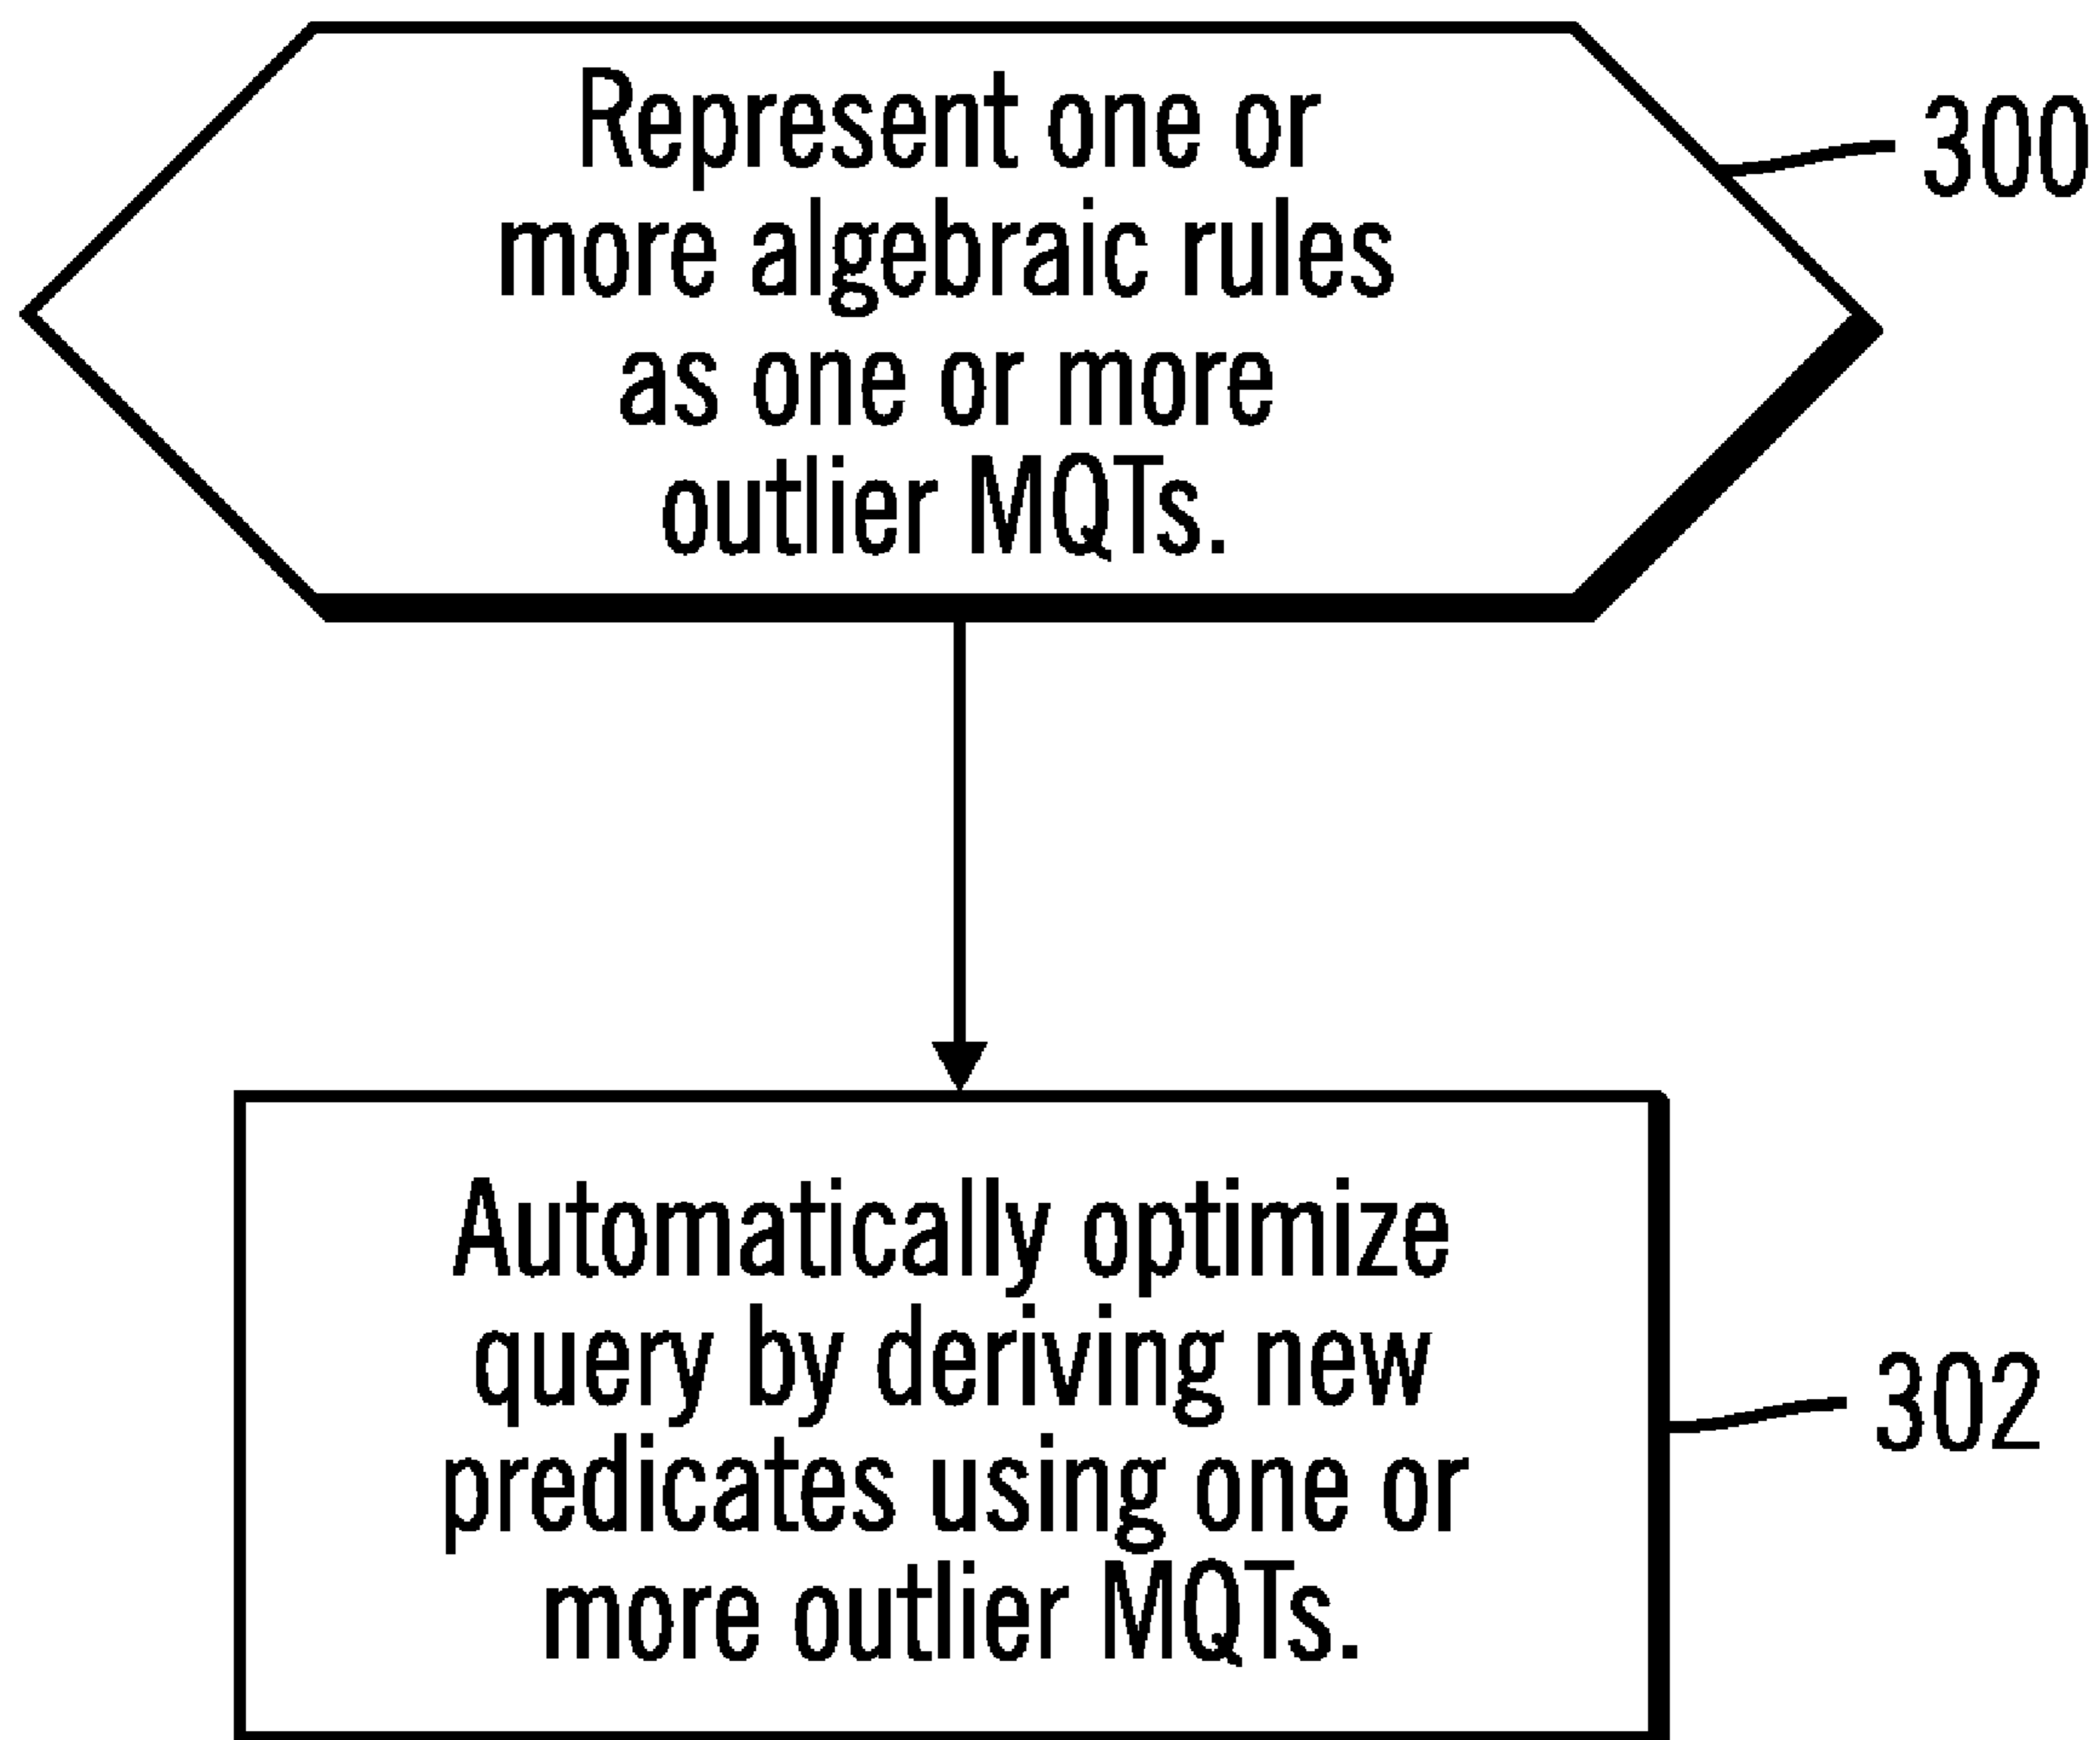 Represent one or
more algebraic rules
as one or more
outlier MQTs.
300
Automatically optimize
query by deriving new
predicates using one or
more outlier MQTs.
302